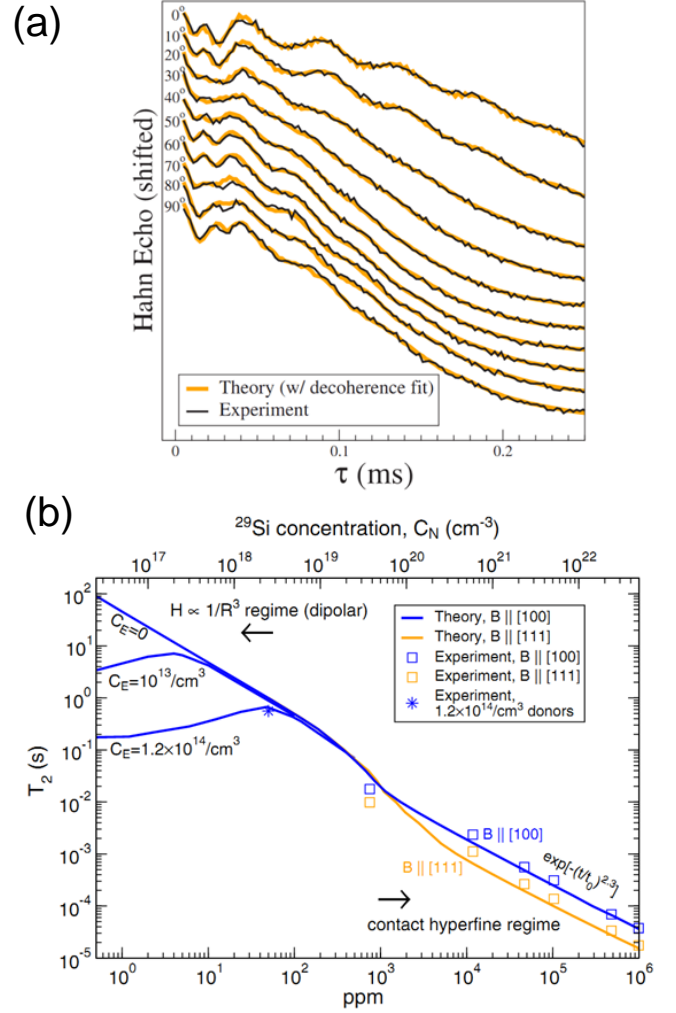 (a)
0°
10°
20°
30°
40°
50°
60°
70°
80°
90°
Hahn Echo (shifted)
Theory (w/ decoherence fit)
Experiment
0
0.1
0.2
τ (ms)
(b)
²⁹Si concentration, C_N (cm⁻³)
10¹⁷
10¹⁸
10¹⁹
10²⁰
10²¹
10²²
10²
10¹
10⁰
10⁻¹
10⁻²
10⁻³
10⁻⁴
10⁻⁵
T₂ (s)
H ∝ 1/R³ regime (dipolar)
←
C_E=0
C_E=10¹³/cm³
C_E=1.2×10¹⁴/cm³
Theory, B || [100]
Theory, B || [111]
Experiment, B || [100]
Experiment, B || [111]
Experiment,
1.2×10¹⁴/cm³ donors
B || [100]
B || [111]
exp[-(t/t₀)²·³]
→
contact hyperfine regime
10⁰
10¹
10²
10³
10⁴
10⁵
10⁶
ppm